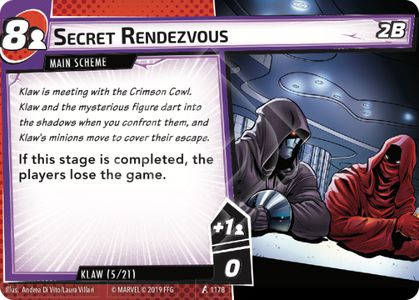 8
SECRET RENDEZVOUS
2B
MAIN SCHEME
Klaw is meeting with the Crimson Cowl.
Klaw and the mysterious figure dart into
the shadows when you confront them, and
Klaw's minions move to cover their escape.
If this stage is completed, the
players lose the game.
+1
0
KLAW (5/21)
Illus. Andrea Di Vito/Laura Villari
© MARVEL © 2019 FFG
117B